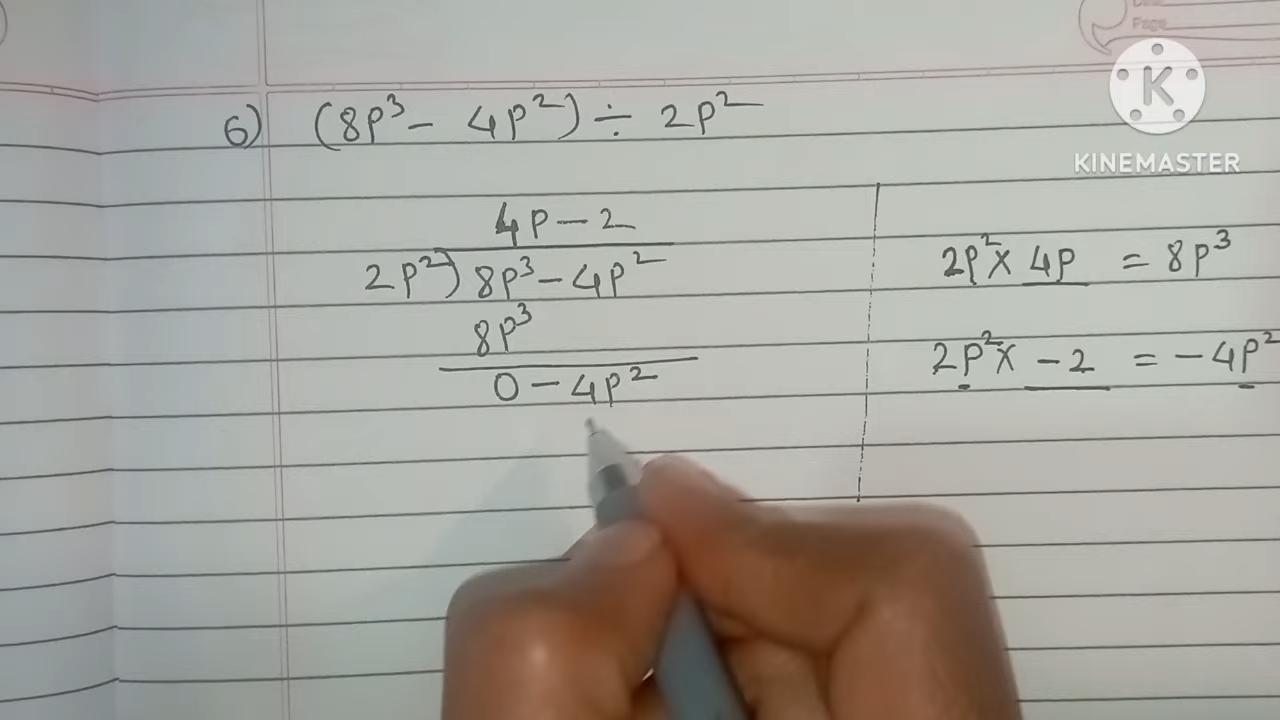 Page
KINEMASTER
6) (8p³ - 4p²) ÷ 2p²
4p - 2
2p²) 8p³ - 4p²
8p³
0 - 4p²
2p² × 4p = 8p³
2p² × -2 = -4p²